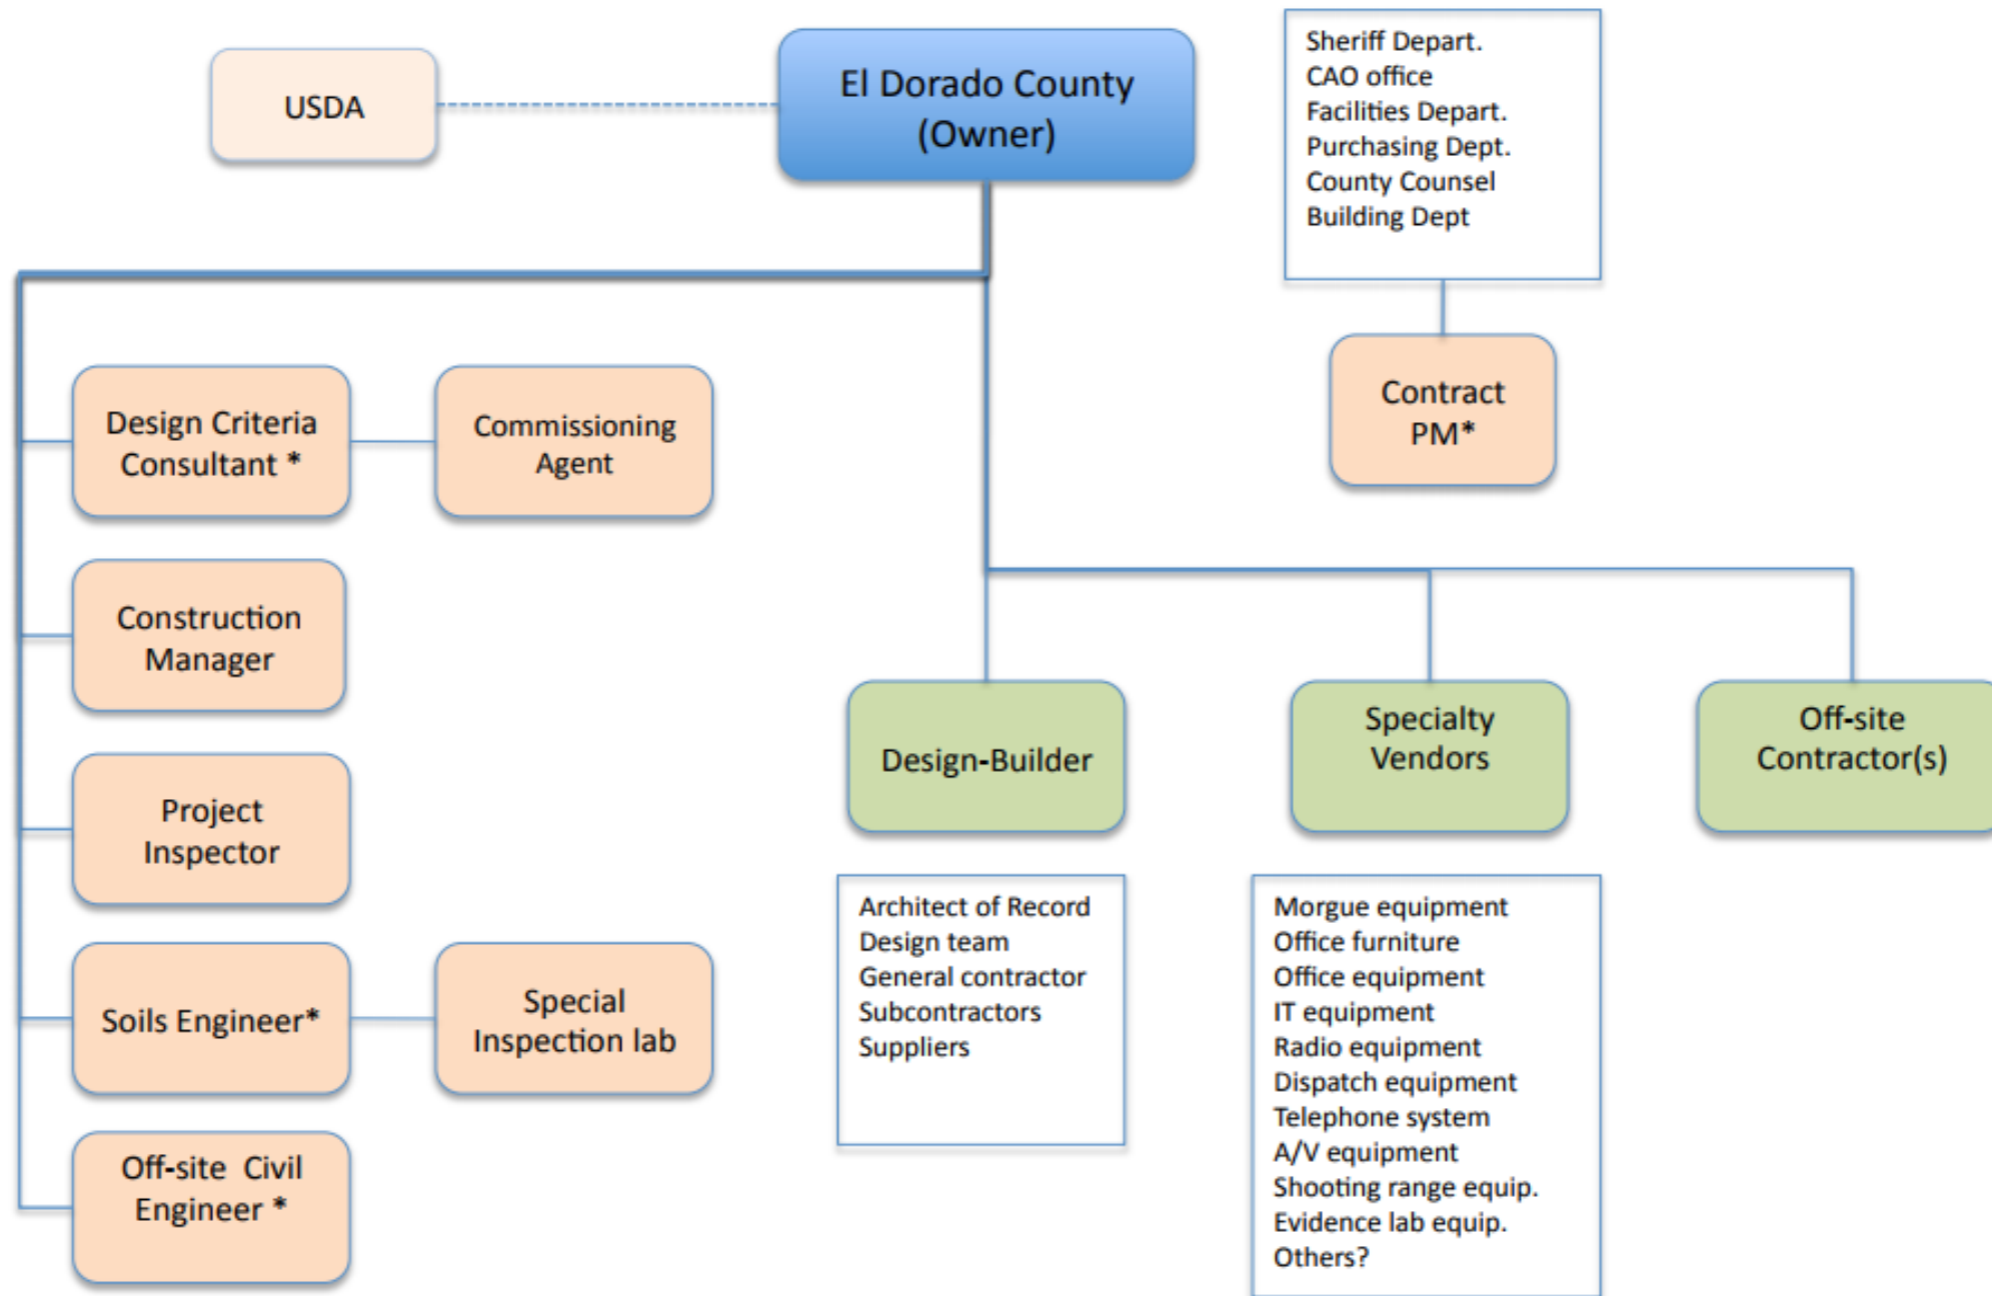 USDA
El Dorado County
(Owner)
Sheriff Depart.
CAO office
Facilities Depart.
Purchasing Dept.
County Counsel
Building Dept
Contract
PM*
Design Criteria
Consultant *
Commissioning
Agent
Construction
Manager
Project
Inspector
Soils Engineer*
Special
Inspection lab
Off-site  Civil
Engineer *
Design-Builder
Specialty
Vendors
Off-site
Contractor(s)
Architect of Record
Design team
General contractor
Subcontractors
Suppliers
Morgue equipment
Office furniture
Office equipment
IT equipment
Radio equipment
Dispatch equipment
Telephone system
A/V equipment
Shooting range equip.
Evidence lab equip.
Others?